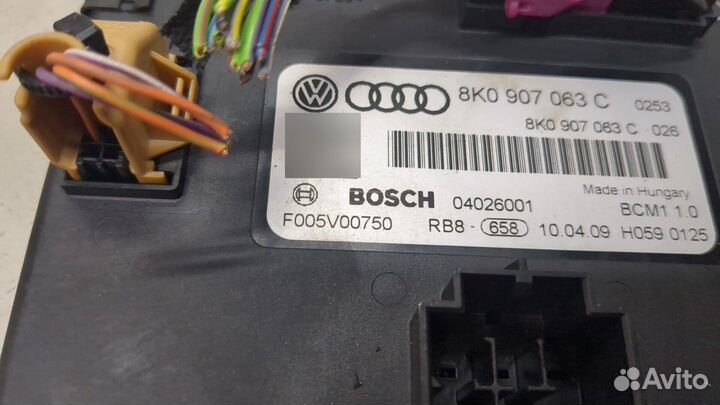 8K0 907 063 C 0253
8K0 907 063 C 026
Made in Hungary
BOSCH 04026001 BCM1 1.0
F005V00750 RB8- 658 10.04.09 H059 0125
Avito